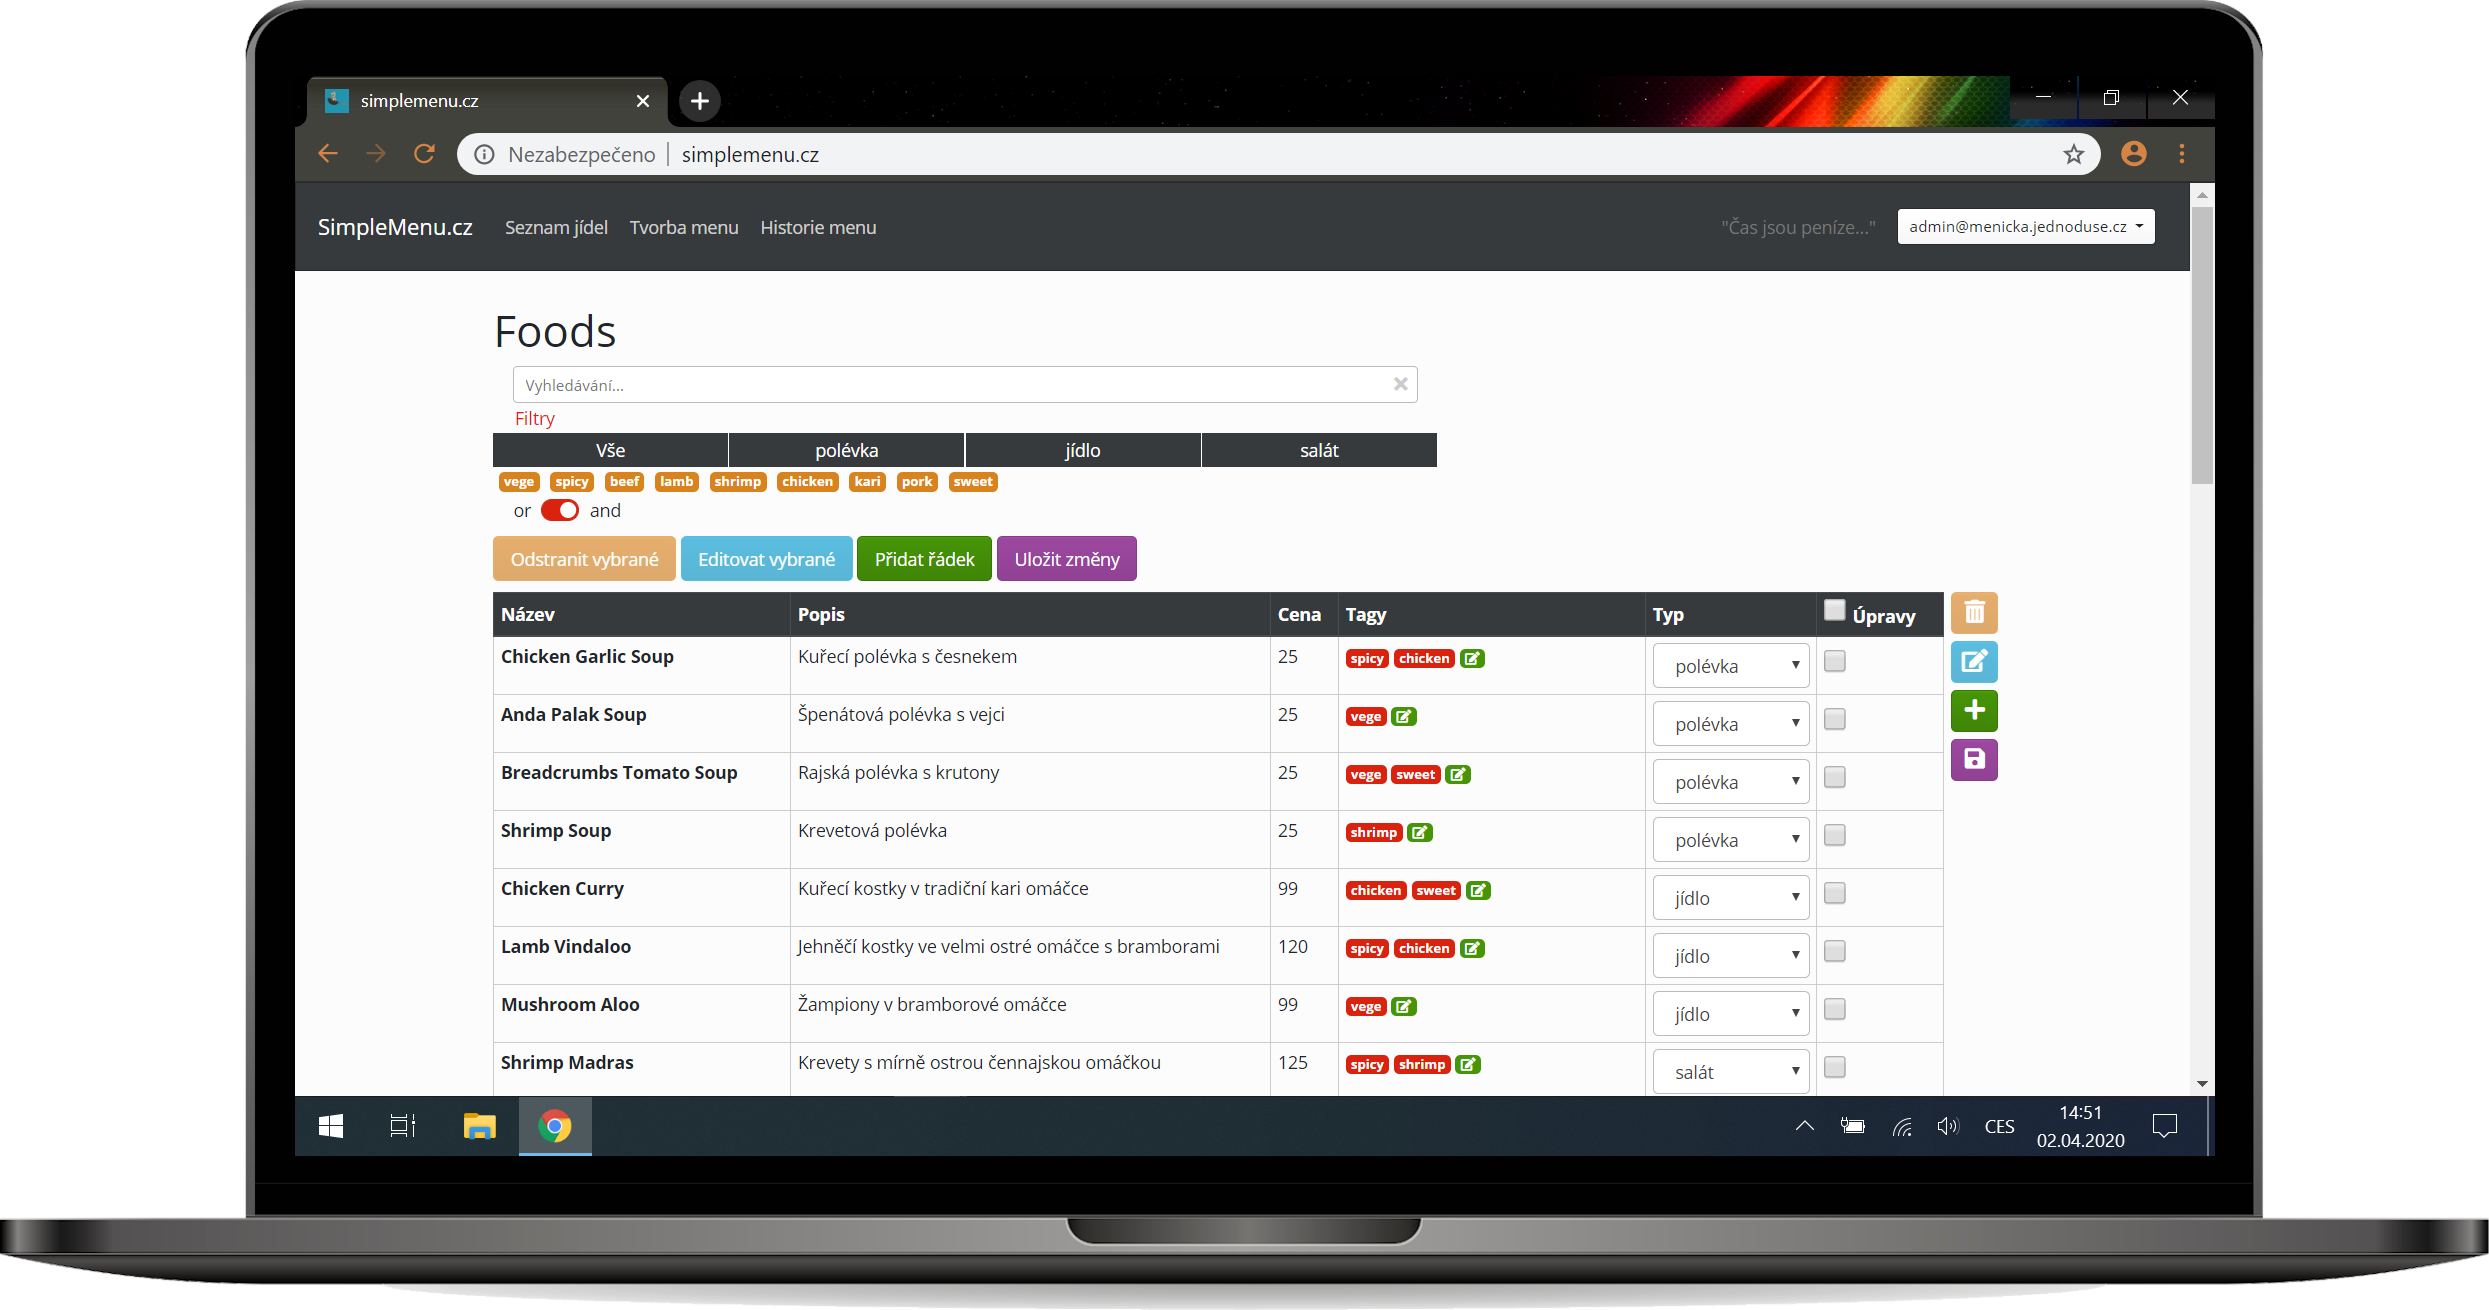 simplemenu.cz
Nezabezpečeno | simplemenu.cz
SimpleMenu.cz Seznam jídel Tvorba menu Historie menu "Čas jsou peníze..." admin@menicka.jednoduse.cz
Foods
Vyhledávání...
Filtry
Vše polévka jídlo salát
vege spicy beef lamb shrimp chicken kari pork sweet
or and
Odstranit vybrané Editovat vybrané Přidat řádek Uložit změny
Název Popis Cena Tagy Typ Úpravy
Chicken Garlic Soup Kuřecí polévka s česnekem 25 spicy chicken polévka
Anda Palak Soup Špenátová polévka s vejci 25 vege polévka
Breadcrumbs Tomato Soup Rajská polévka s krutony 25 vege sweet polévka
Shrimp Soup Krevetová polévka 25 shrimp polévka
Chicken Curry Kuřecí kostky v tradiční kari omáčce 99 chicken sweet jídlo
Lamb Vindaloo Jehněčí kostky ve velmi ostré omáčce s bramborami 120 spicy chicken jídlo
Mushroom Aloo Žampiony v bramborové omáčce 99 vege jídlo
Shrimp Madras Krevety s mírně ostrou čennajskou omáčkou 125 spicy shrimp salát
CES 14:51
02.04.2020